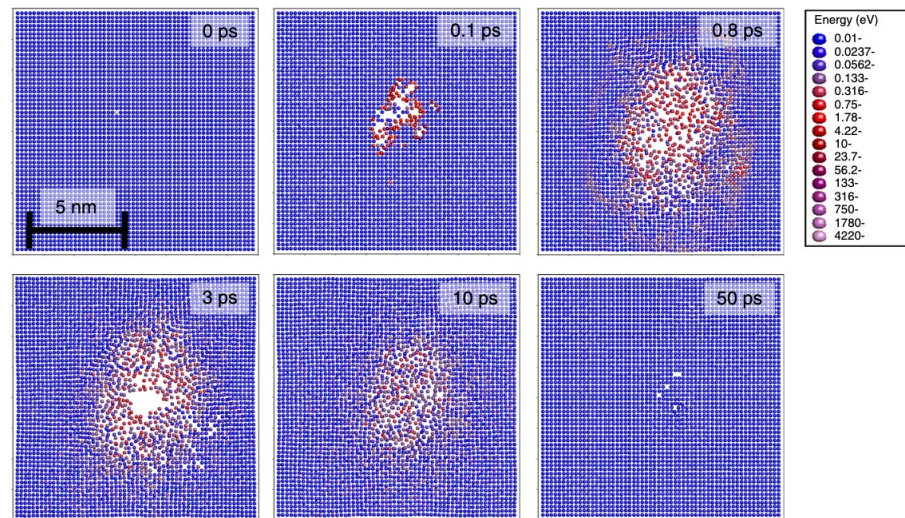 0 ps
0.1 ps
0.8 ps
Energy (eV)
0.01-
0.0237-
0.0562-
0.133-
0.316-
0.75-
1.78-
4.22-
10-
23.7-
56.2-
133-
316-
750-
1780-
4220-
5 nm
3 ps
10 ps
50 ps